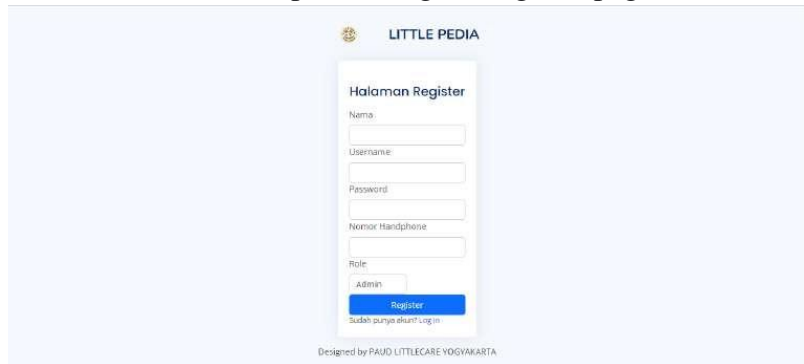 LITTLE PEDIA
Halaman Register
Nama
Username
Password
Nomor Handphone
Role
Admin
Register
Sudah punya akun? Log in
Designed by PAUD LITTLECARE YOGYAKARTA